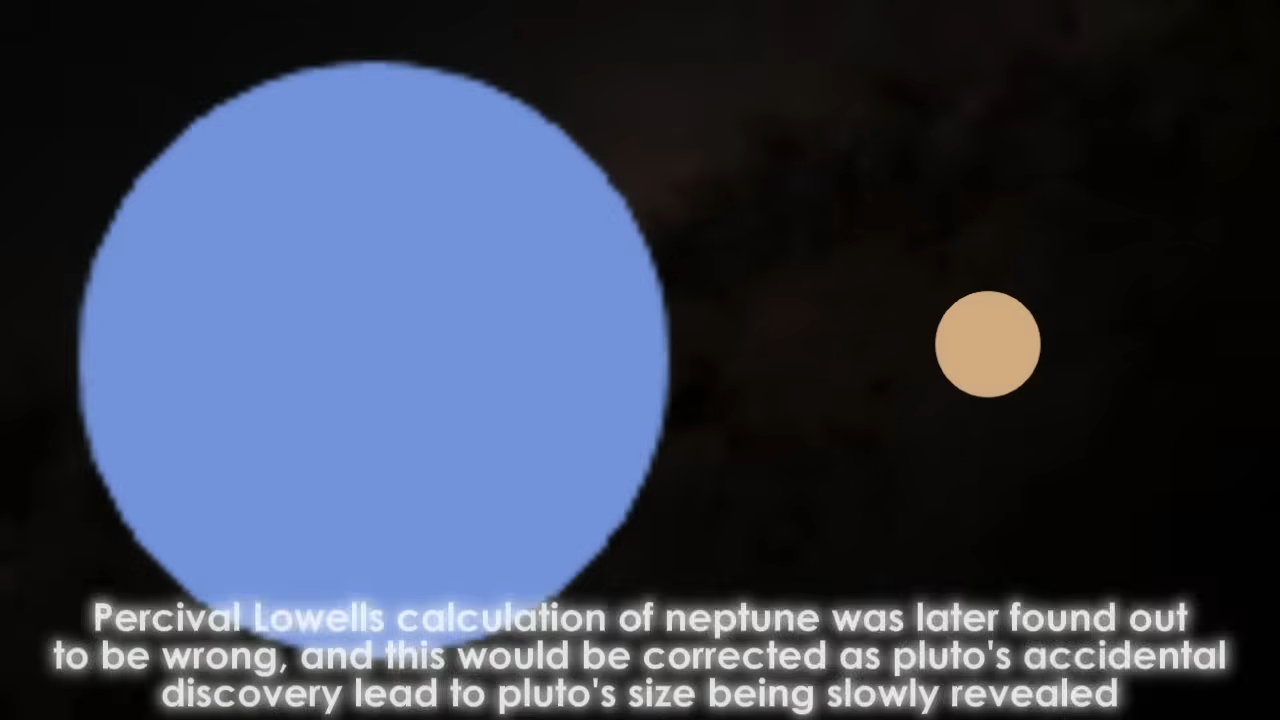 Percival Lowells calculation of neptune was later found out
to be wrong, and this would be corrected as pluto's accidental
discovery lead to pluto's size being slowly revealed